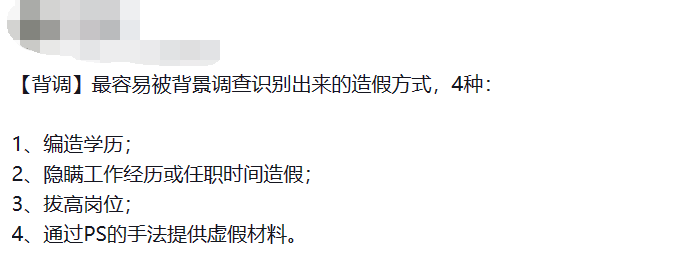 【背调】最容易被背景调查识别出来的造假方式，4种：
1、编造学历；
2、隐瞒工作经历或任职时间造假；
3、拔高岗位；
4、通过PS的手法提供虚假材料。